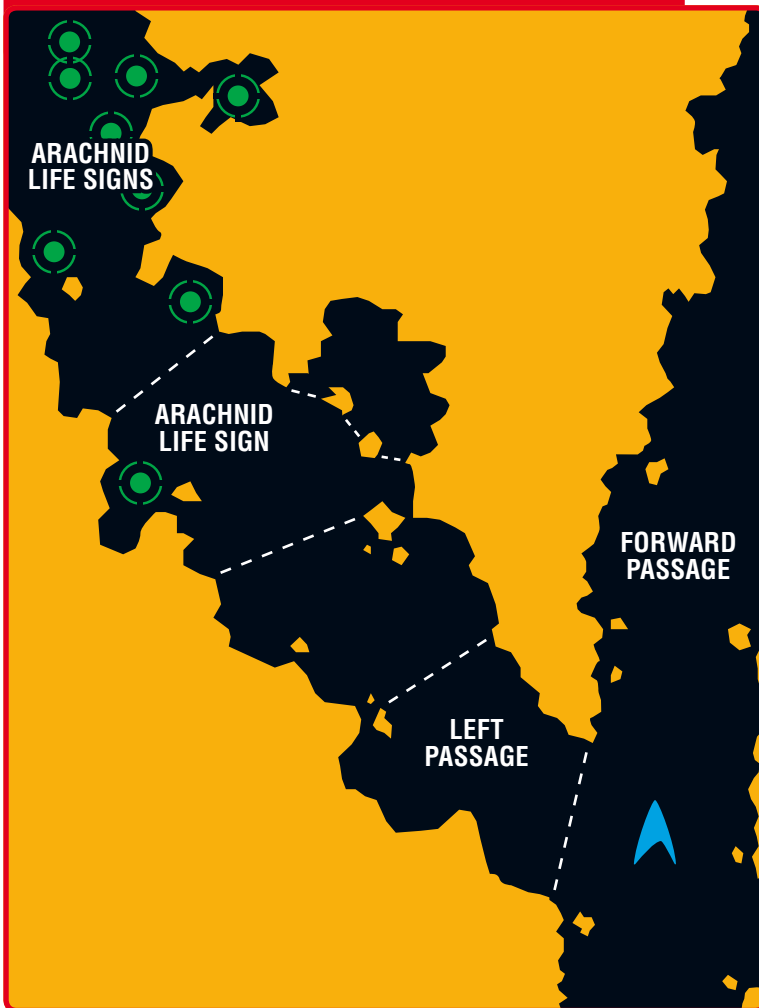 ARACHNID
LIFE SIGNS
ARACHNID
LIFE SIGN
FORWARD
PASSAGE
LEFT
PASSAGE